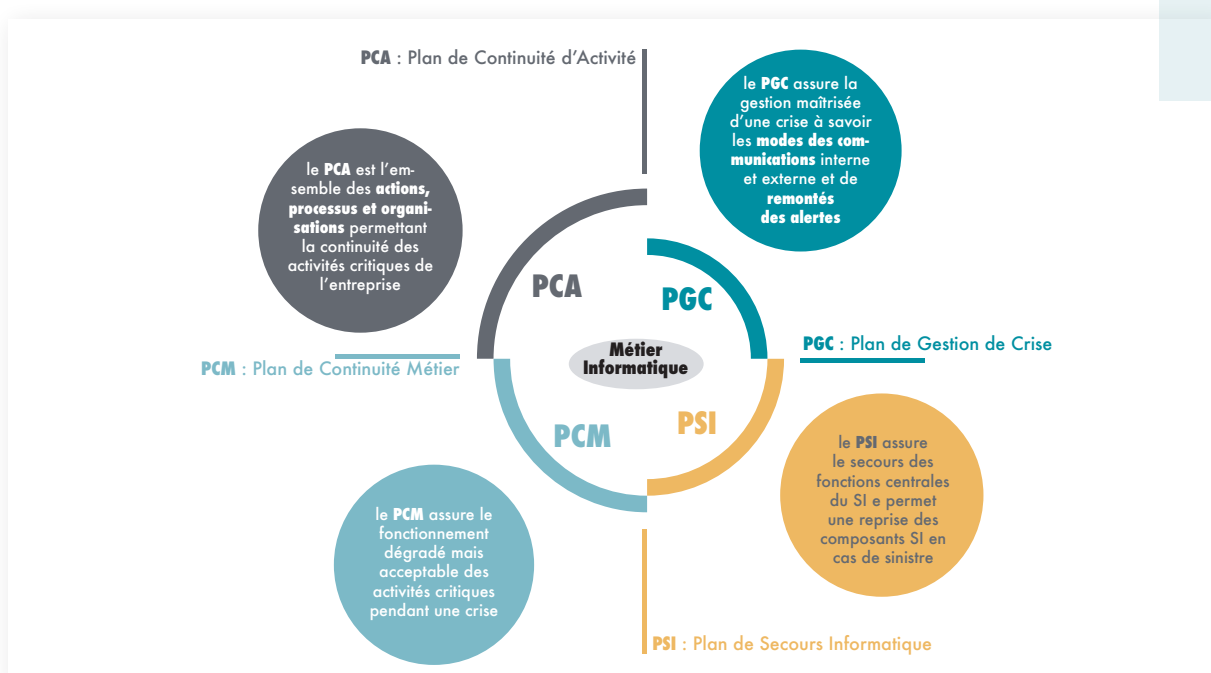 PCA : Plan de Continuité d'Activité
le PGC assure la
gestion maîtrisée
d'une crise à savoir
les modes des com-
munications interne
et externe et de
remontés
des alertes
le PCA est l'em-
semble des actions,
processus et organi-
sations permettant
la continuité des
activités critiques de
l'entreprise
PCA
PGC
Métier
Informatique
PGC : Plan de Gestion de Crise
PCM : Plan de Continuité Métier
PCM
PSI
le PSI assure
le secours des
fonctions centrales
du SI e permet
une reprise des
composants SI en
cas de sinistre
le PCM assure le
fonctionnement
dégradé mais
acceptable des
activités critiques
pendant une crise
PSI : Plan de Secours Informatique